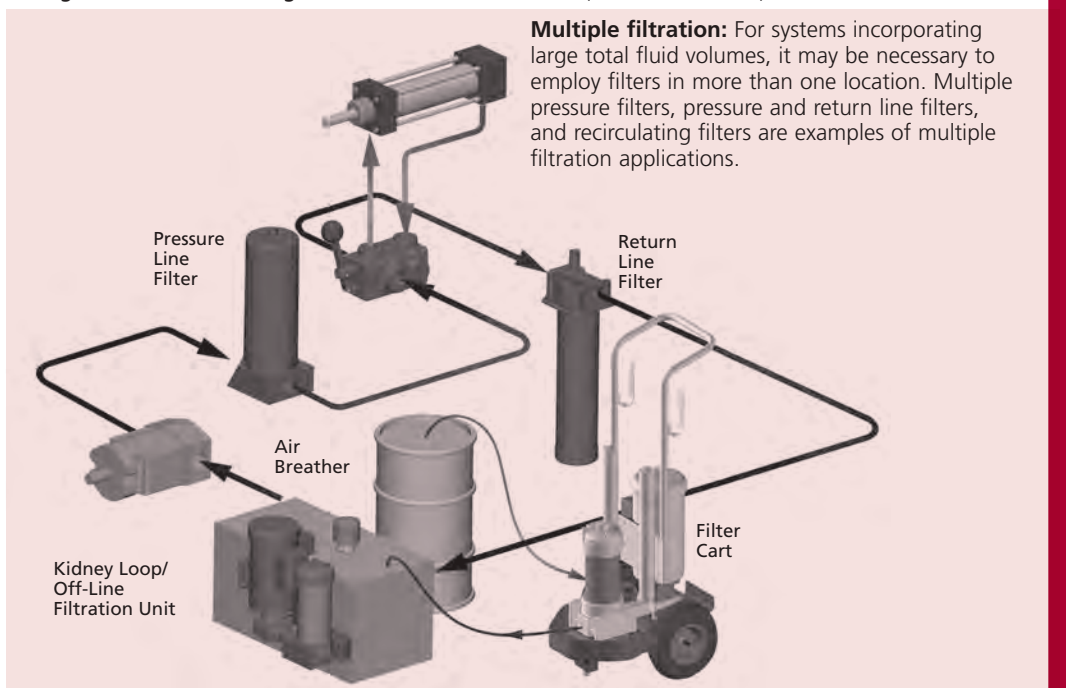 Multiple filtration: For systems incorporating
large total fluid volumes, it may be necessary to
employ filters in more than one location. Multiple
pressure filters, pressure and return line filters,
and recirculating filters are examples of multiple
filtration applications.
Pressure
Line
Filter
Return
Line
Filter
Air
Breather
Filter
Cart
Kidney Loop/
Off-Line
Filtration Unit